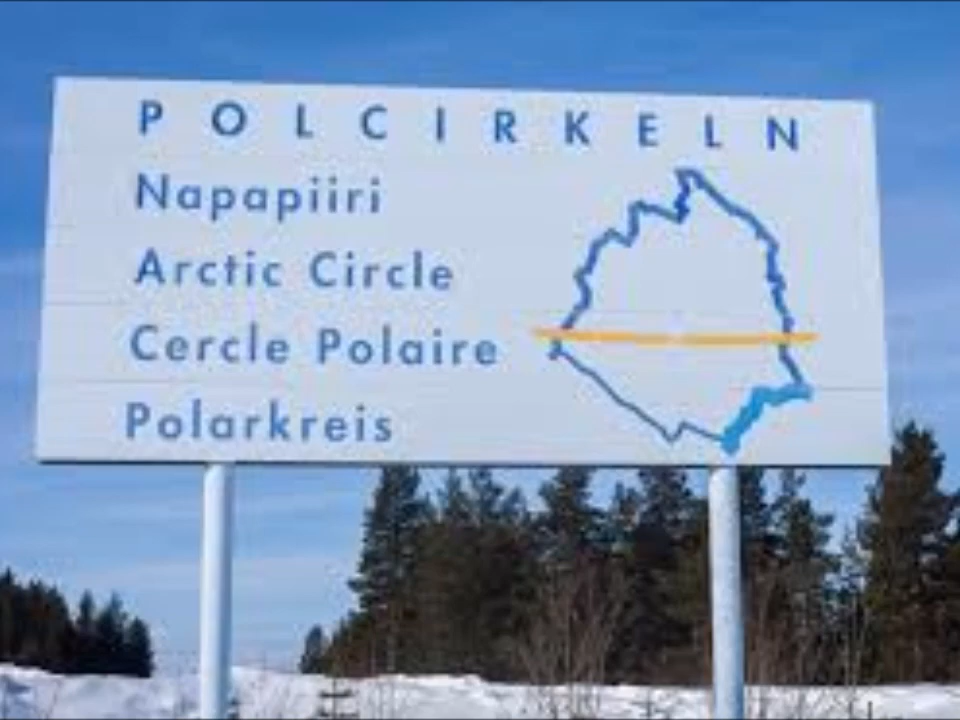 POLCIRKELN
Napapiiri
Arctic Circle
Cercle Polaire
Polarkreis